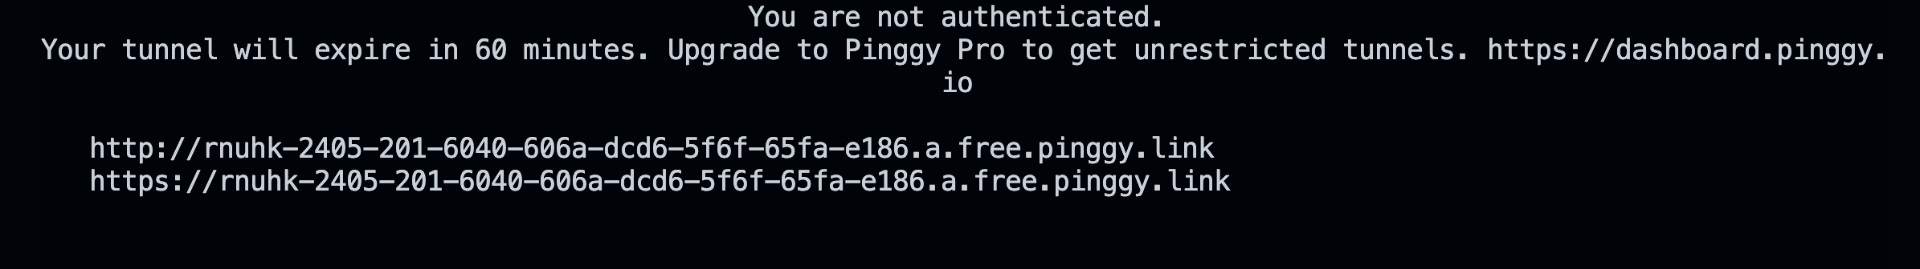 You are not authenticated.
Your tunnel will expire in 60 minutes. Upgrade to Pinggy Pro to get unrestricted tunnels. https://dashboard.pinggy.
io
http://rnuhk-2405-201-6040-606a-dcd6-5f6f-65fa-e186.a.free.pinggy.link
https://rnuhk-2405-201-6040-606a-dcd6-5f6f-65fa-e186.a.free.pinggy.link